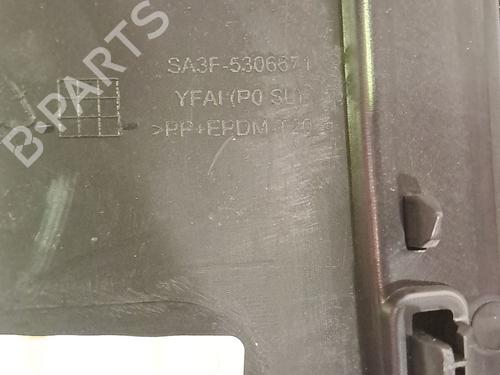 B-PARTS
SA3F-5306671
YFAI (P0 SL)
>PP+EPDM-T20